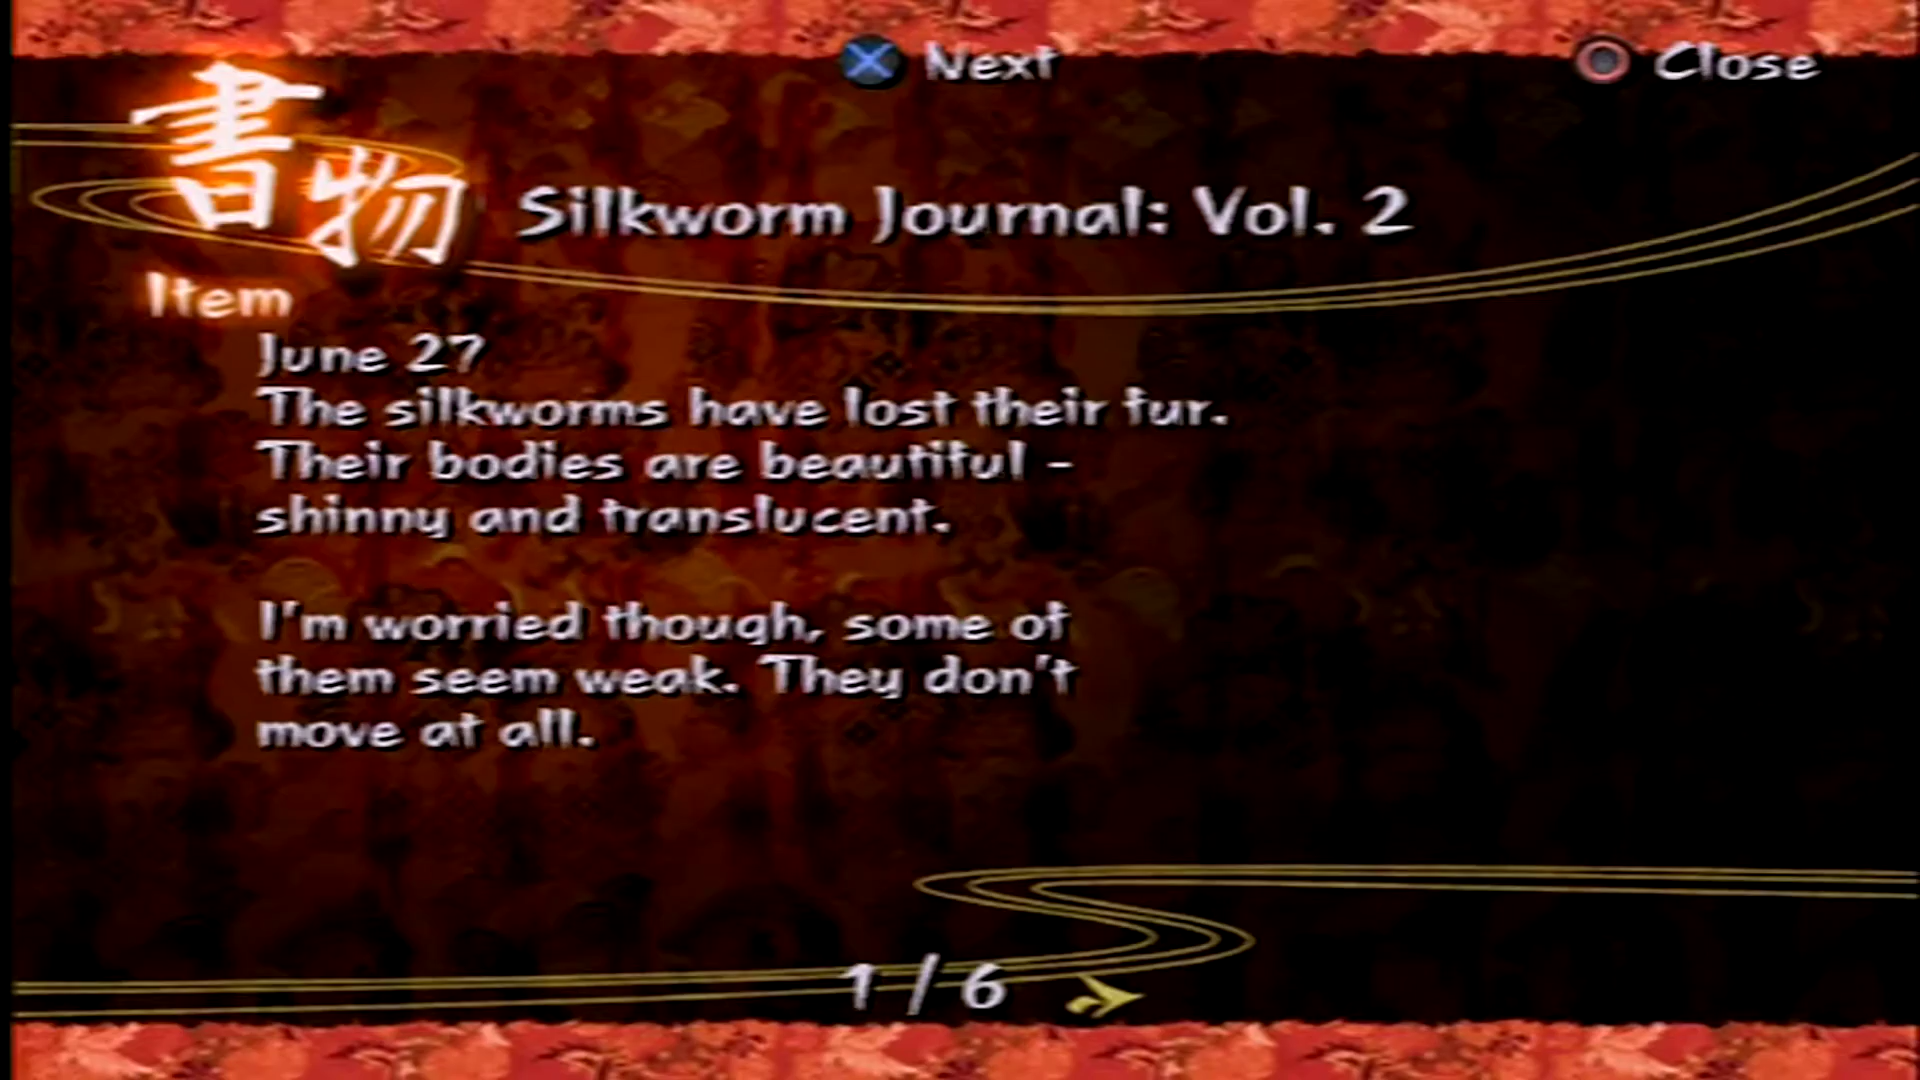 Next
Close
書物
Silkworm Journal: Vol. 2
Item
June 27
The silkworms have lost their fur.
Their bodies are beautiful -
shinny and translucent.
I'm worried though, some of
them seem weak. They don't
move at all.
1 / 6